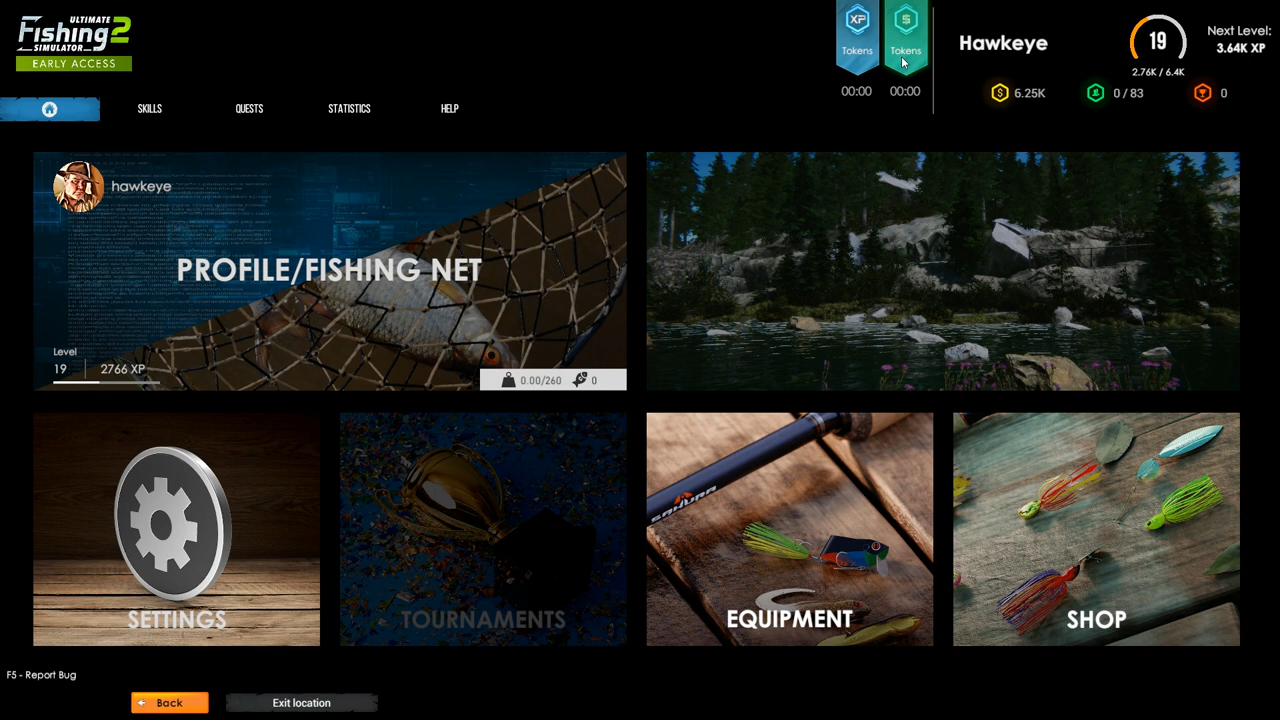 ULTIMATE
Fishing 2
SIMULATOR
EARLY ACCESS
XP
Tokens
00:00
$
Tokens
00:00
Hawkeye
19
2.76K / 6.4K
Next Level:
3.64K XP
$ 6.25K
0 / 83
0
SKILLS
QUESTS
STATISTICS
HELP
hawkeye
PROFILE/FISHING NET
Level
19
2766 XP
0.00/260
0
SETTINGS
TOURNAMENTS
SAKURA
EQUIPMENT
SHOP
F5 - Report Bug
Back
Exit location